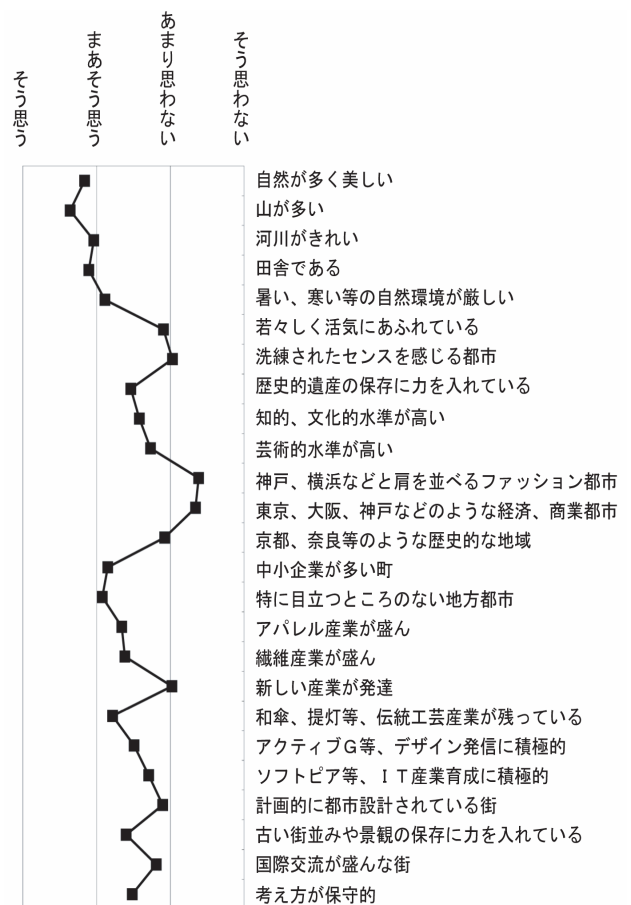 そう思う
まあそう思う
あまり思わない
そう思わない
自然が多く美しい
山が多い
河川がきれい
田舎である
暑い、寒い等の自然環境が厳しい
若々しく活気にあふれている
洗練されたセンスを感じる都市
歴史的遺産の保存に力を入れている
知的、文化的水準が高い
芸術的水準が高い
神戸、横浜などと肩を並べるファッション都市
東京、大阪、神戸などのような経済、商業都市
京都、奈良等のような歴史的な地域
中小企業が多い町
特に目立つところのない地方都市
アパレル産業が盛ん
繊維産業が盛ん
新しい産業が発達
和傘、提灯等、伝統工芸産業が残っている
アクティブＧ等、デザイン発信に積極的
ソフトピア等、ＩＴ産業育成に積極的
計画的に都市設計されている街
古い街並みや景観の保存に力を入れている
国際交流が盛んな街
考え方が保守的